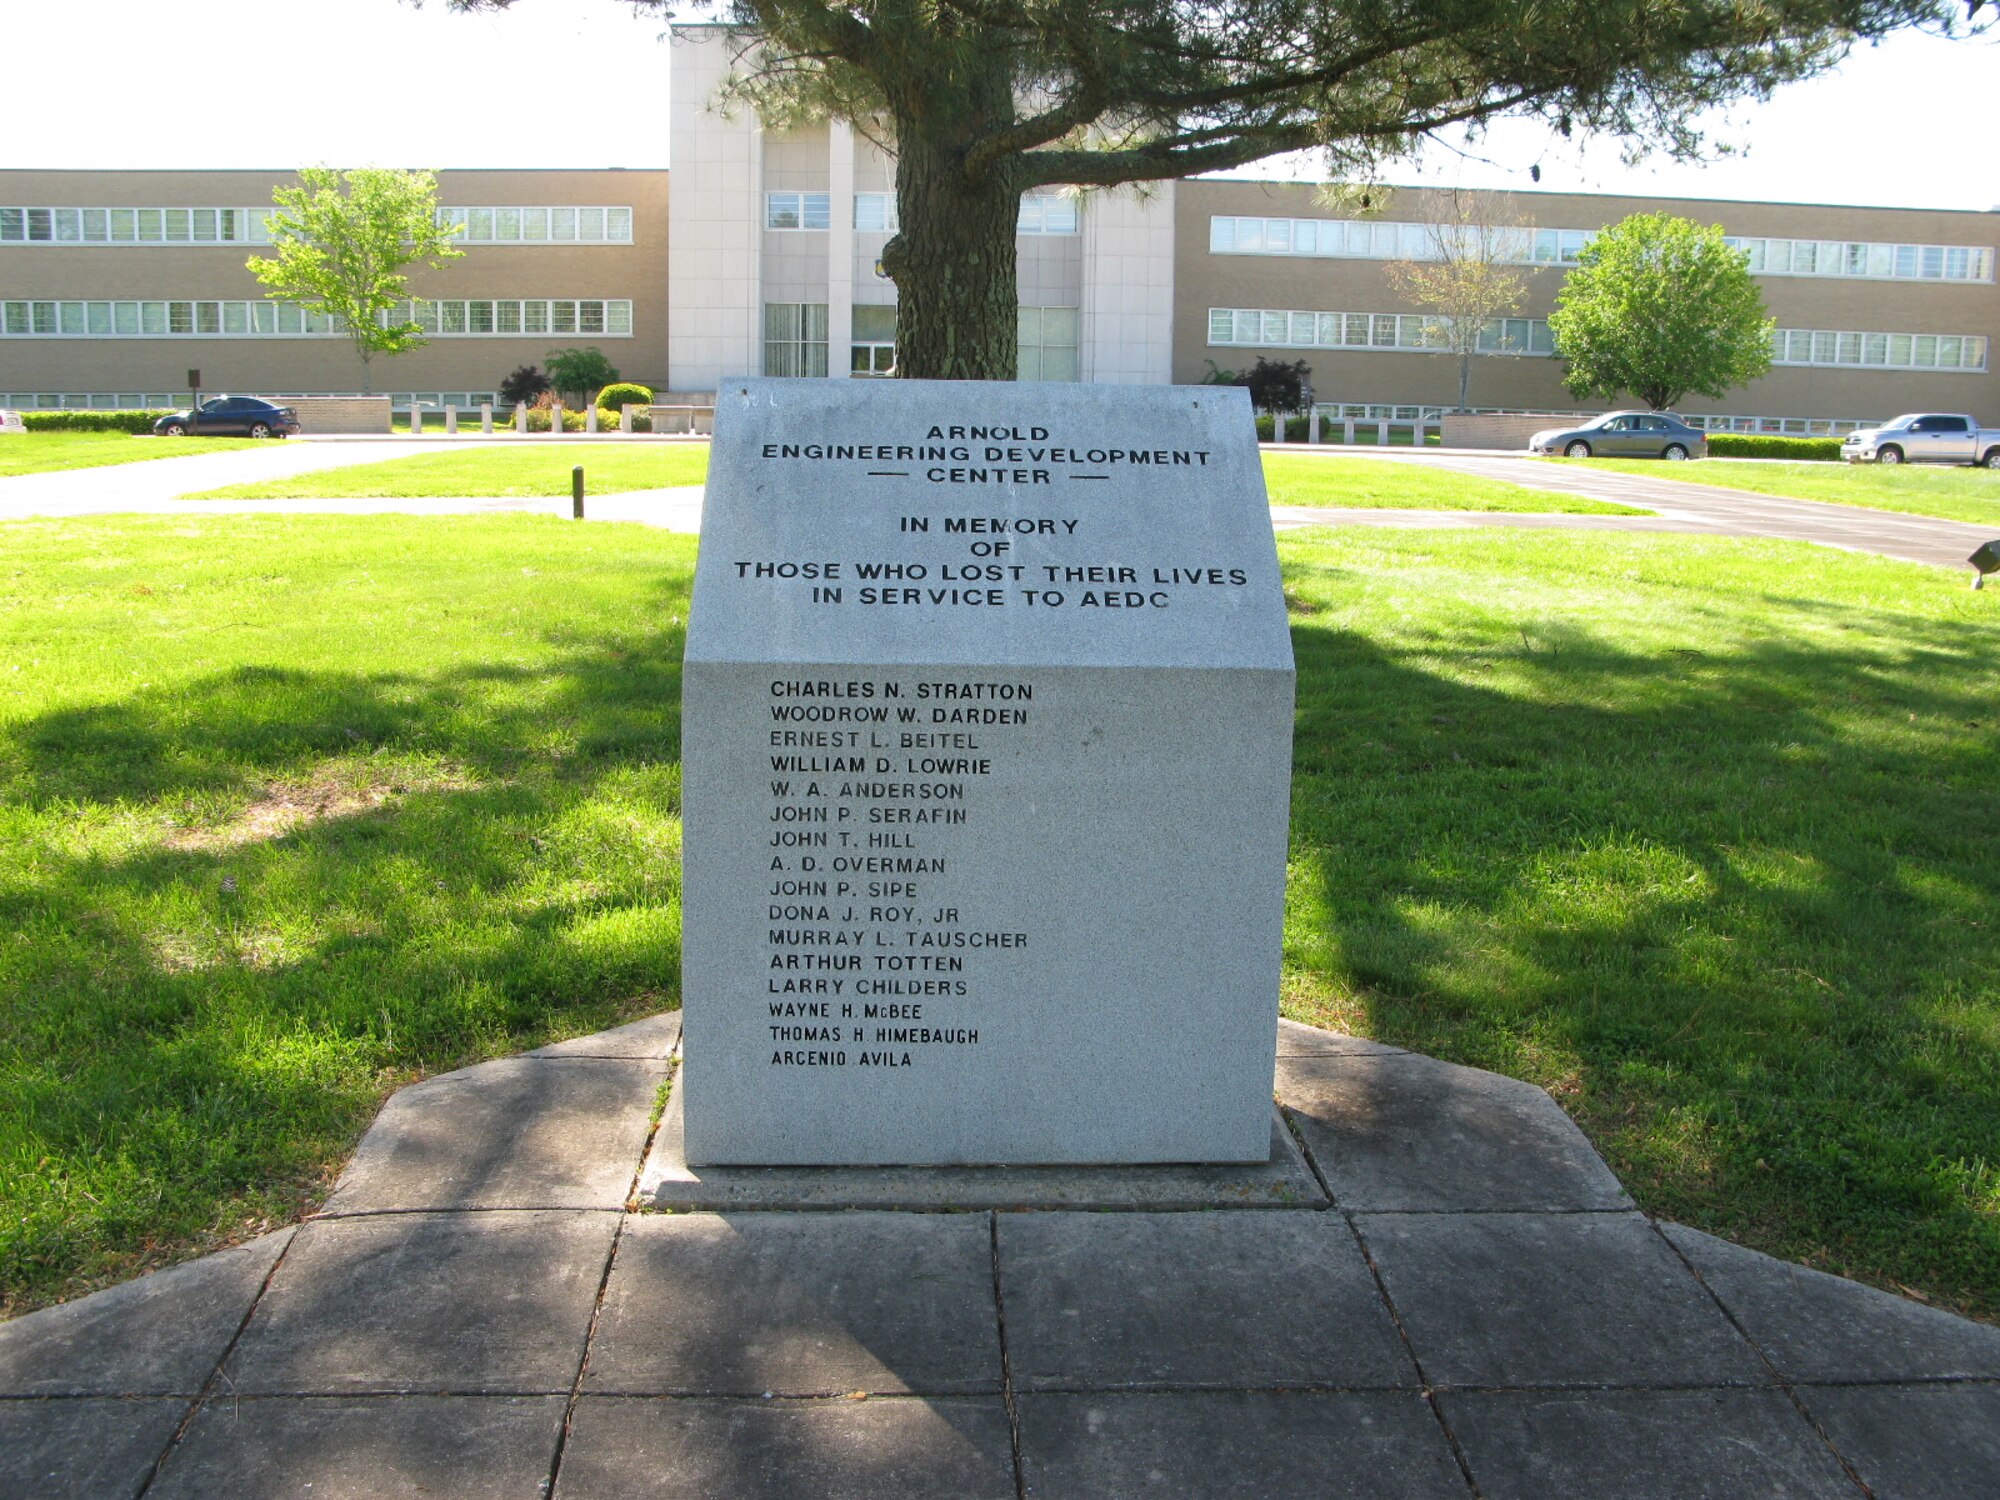 ARNOLD
ENGINEERING DEVELOPMENT
— CENTER —
IN MEMORY
OF
THOSE WHO LOST THEIR LIVES
IN SERVICE TO AEDC
CHARLES N. STRATTON
WOODROW W. DARDEN
ERNEST L. BEITEL
WILLIAM D. LOWRIE
W. A. ANDERSON
JOHN P. SERAFIN
JOHN T. HILL
A. D. OVERMAN
JOHN P. SIPE
DONA J. ROY, JR
MURRAY L. TAUSCHER
ARTHUR TOTTEN
LARRY CHILDERS
WAYNE H. McBEE
THOMAS H HIMEBAUGH
ARCENIO AVILA